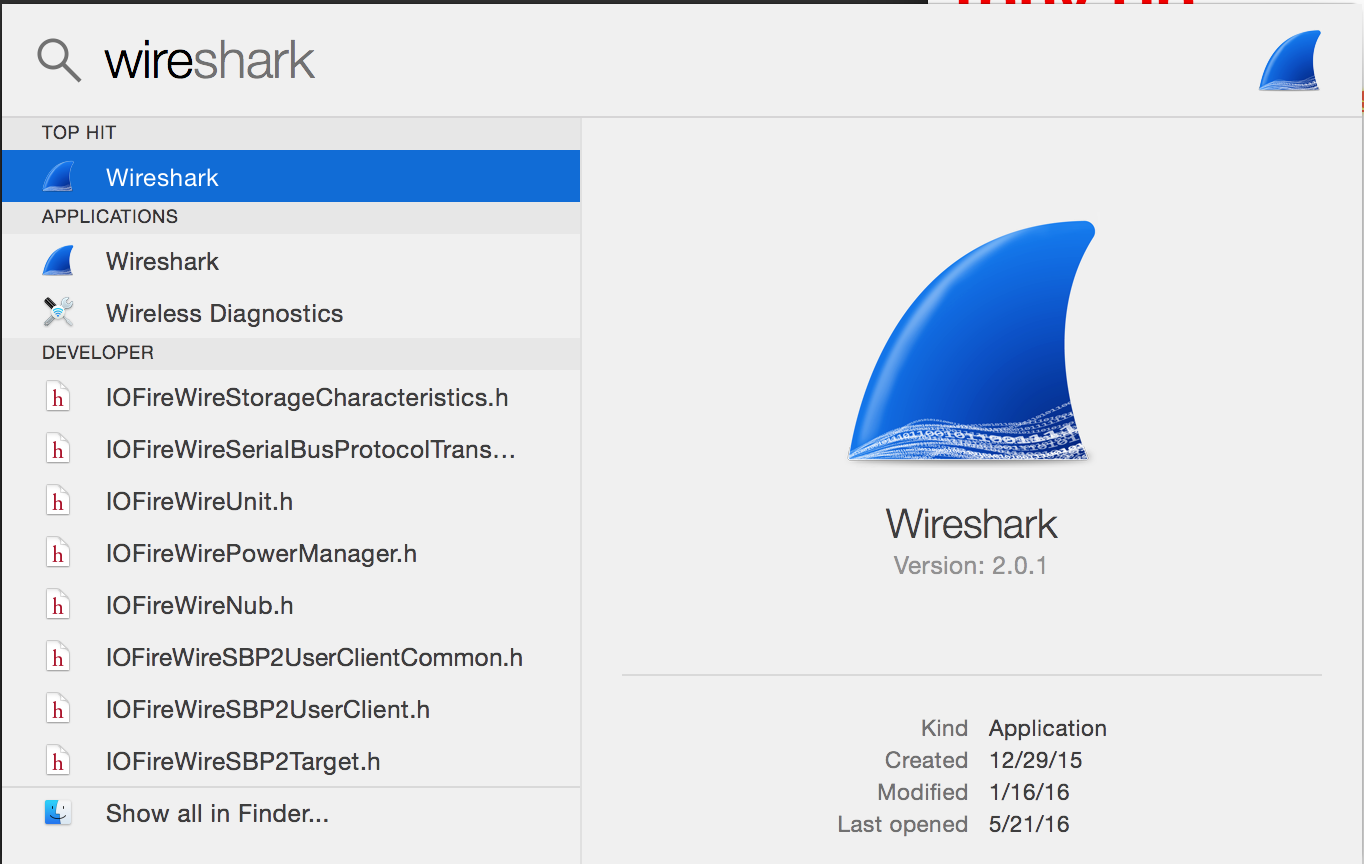 wireshark
TOP HIT
Wireshark
APPLICATIONS
Wireshark
Wireless Diagnostics
DEVELOPER
h IOFireWireStorageCharacteristics.h
h IOFireWireSerialBusProtocolTrans...
h IOFireWireUnit.h
h IOFireWirePowerManager.h
h IOFireWireNub.h
h IOFireWireSBP2UserClientCommon.h
h IOFireWireSBP2UserClient.h
h IOFireWireSBP2Target.h
Show all in Finder...
Wireshark
Version: 2.0.1
Kind Application
Created 12/29/15
Modified 1/16/16
Last opened 5/21/16